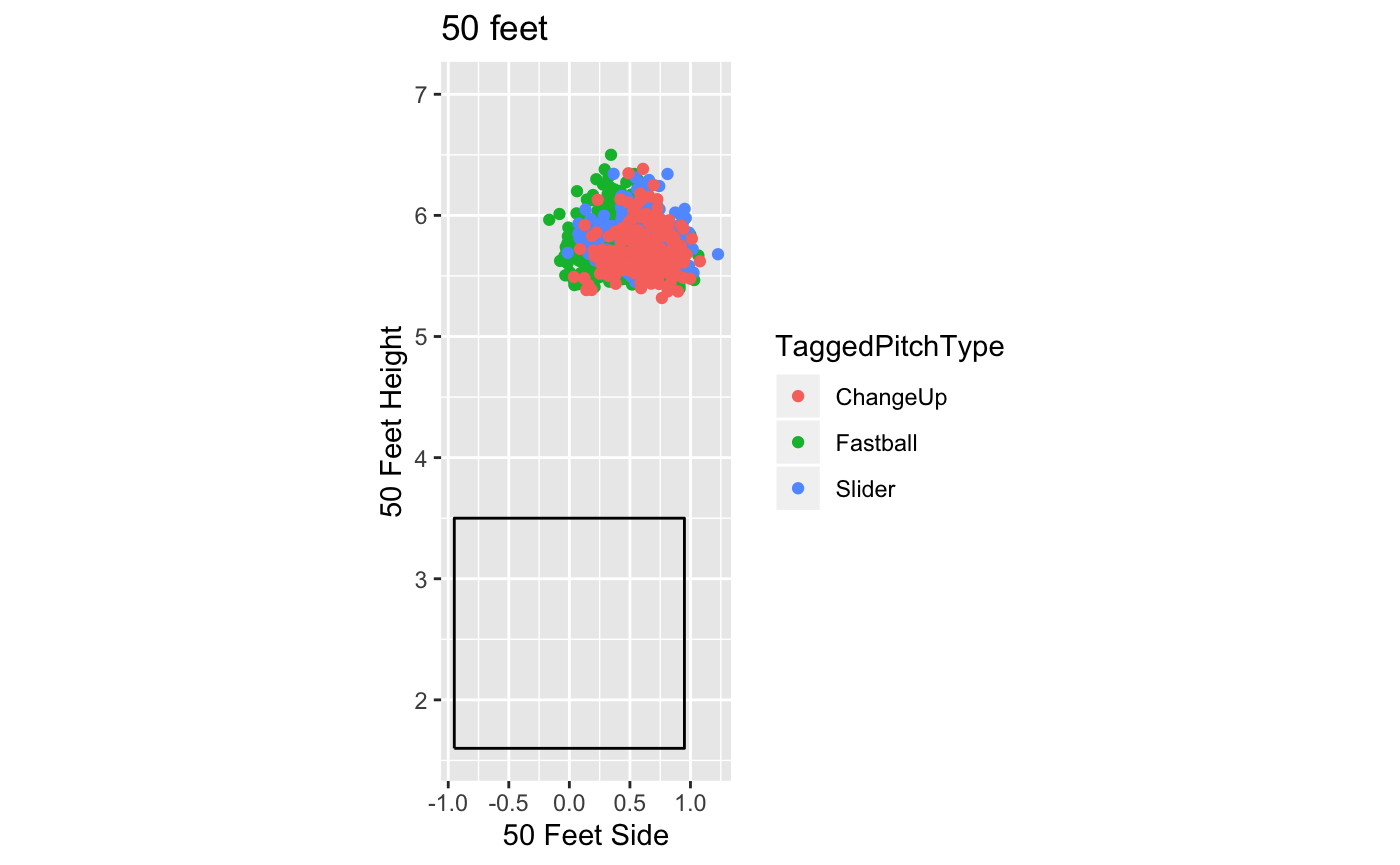 50 feet
7
6
5
4
3
2
50 Feet Height
-1.0 -0.5 0.0 0.5 1.0
50 Feet Side
TaggedPitchType
ChangeUp
Fastball
Slider